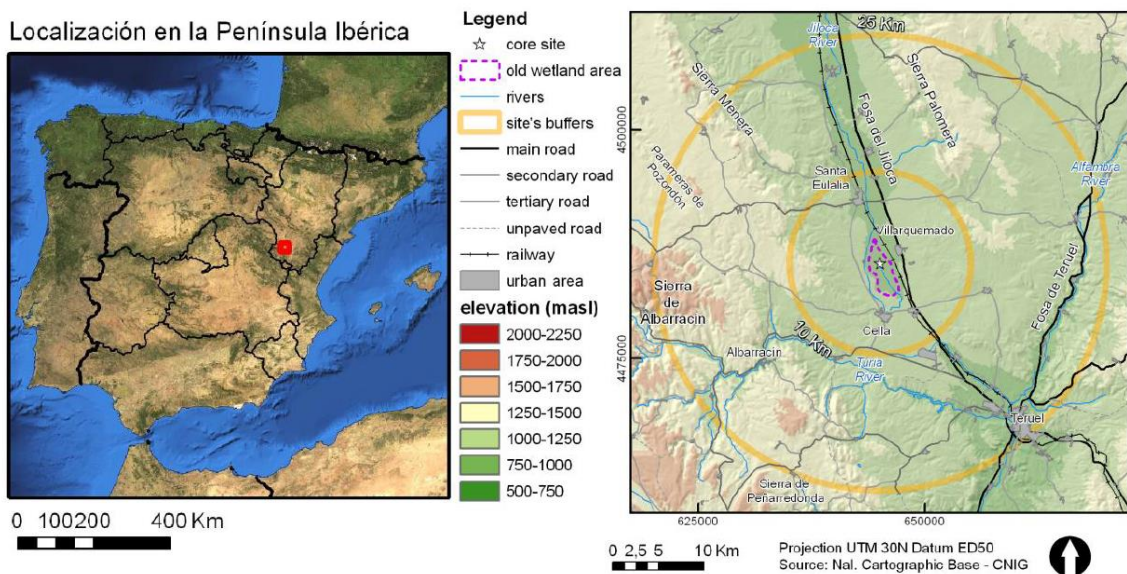 Localización en la Península Ibérica
0 100200 400 Km
Legend
core site
old wetland area
rivers
site's buffers
main road
secondary road
tertiary road
unpaved road
railway
urban area
elevation (masl)
2000-2250
1750-2000
1500-1750
1250-1500
1000-1250
750-1000
500-750
25 Km
Jiloca
River
Sierra Menera
Fosa del Jiloca
Sierra Palomera
4500000
Parameras de
Pozondón
Santa
Eulalia
Alfambra
River
Villarquemado
Sierra
de
Albarracin
Cella
Fosa de Teruel
10 Km
Albarracin
4475000
Turia
River
Teruel
Sierra de
Peñarredonda
625000
650000
0 2,5 5 10 Km
Projection UTM 30N Datum ED50
Source: Nal. Cartographic Base - CNIG